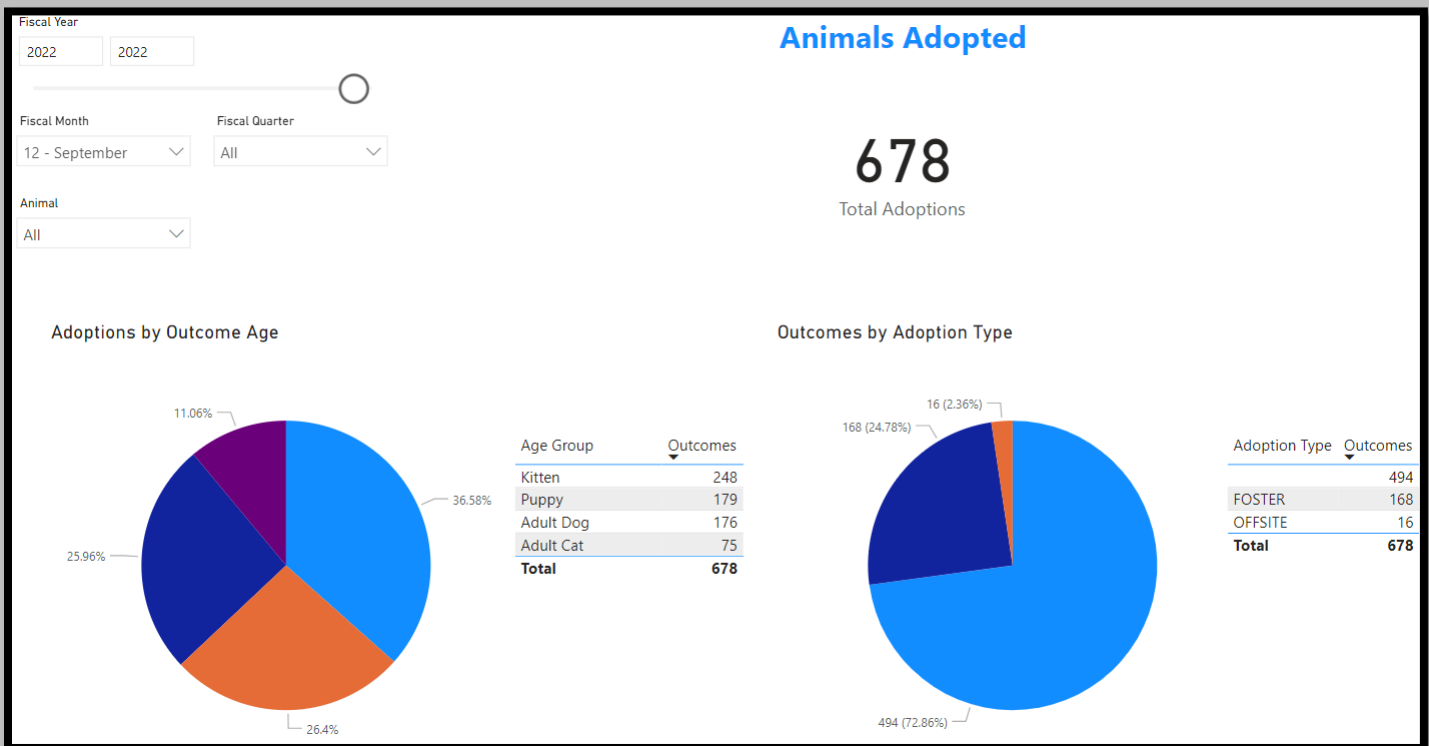 Fiscal Year
2022 2022
Animals Adopted
Fiscal Month Fiscal Quarter
12 - September All
678
Total Adoptions
Animal
All
Adoptions by Outcome Age
11.06%
36.58%
25.96%
26.4%
Age Group Outcomes
Kitten 248
Puppy 179
Adult Dog 176
Adult Cat 75
Total 678
Outcomes by Adoption Type
16 (2.36%)
168 (24.78%)
494 (72.86%)
Adoption Type Outcomes
494
FOSTER 168
OFFSITE 16
Total 678